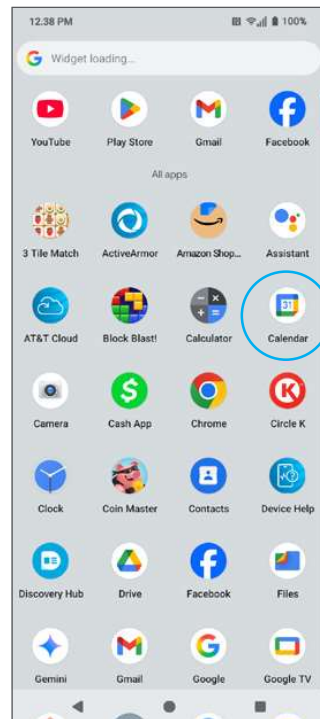 12.38 PM 100%
Widget loading...
YouTube Play Store Gmail Facebook
All apps
3 Tile Match ActiveArmor Amazon Shop... Assistant
31
AT&T Cloud Block Blast! Calculator Calendar
Camera Cash App Chrome Circle K
Clock Coin Master Contacts Device Help
Discovery Hub Drive Facebook Files
Gemini Gmail Google Google TV